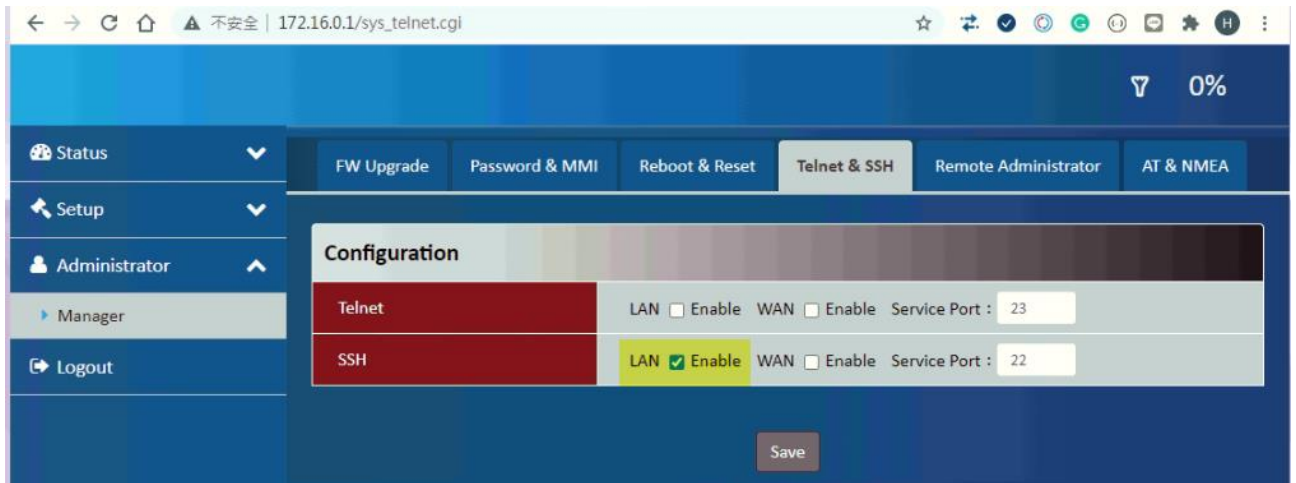 不安全 | 172.16.0.1/sys_telnet.cgi
H
0%
Status
FW Upgrade Password & MMI Reboot & Reset Telnet & SSH Remote Administrator AT & NMEA
Setup
Configuration
Administrator
Telnet LAN Enable WAN Enable Service Port : 23
Manager
SSH LAN Enable WAN Enable Service Port : 22
Logout
Save